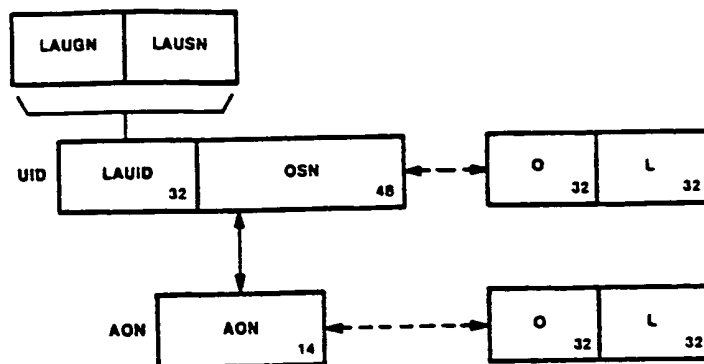 LAUGN LAUSN
UID LAUID 32 OSN 48 O 32 L 32
AON AON 14 O 32 L 32